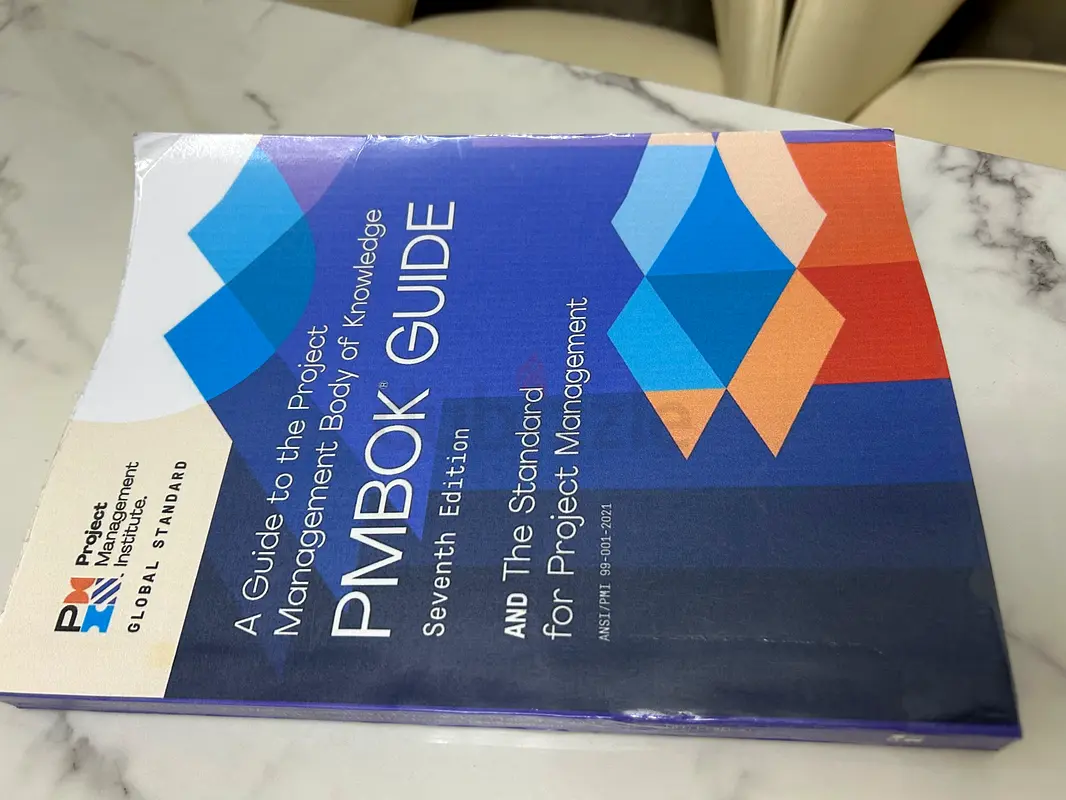 Project
Management
Institute.
GLOBAL STANDARD
A Guide to the Project
Management Body of Knowledge
PMBOK® GUIDE
Seventh Edition
AND The Standard
for Project Management
ANSI/PMI 99-001-2021